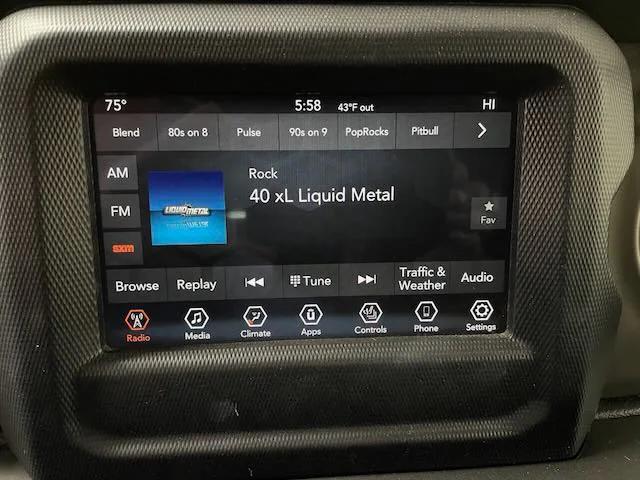 75° 5:58 43°F out HI
Blend 80s on 8 Pulse 90s on 9 PopRocks Pitbull
AM
FM
SXM
LIQUID METAL
Rock
40 xL Liquid Metal
Fav
Browse Replay Tune Traffic & Weather Audio
Radio Media Climate Apps Controls Phone Settings